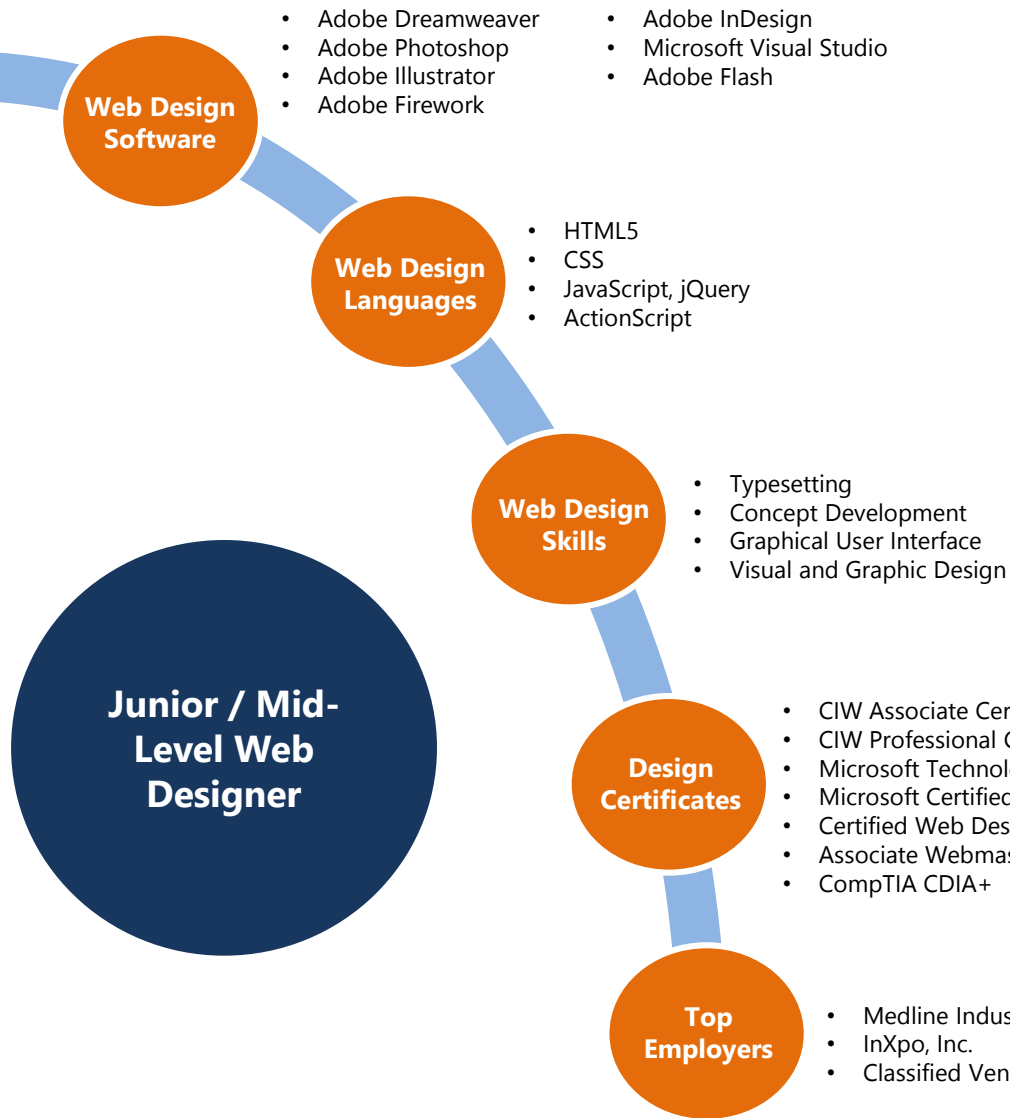 • Adobe Dreamweaver
• Adobe Photoshop
• Adobe Illustrator
• Adobe Firework
• Adobe InDesign
• Microsoft Visual Studio
• Adobe Flash
Web Design
Software
Web Design
Languages
• HTML5
• CSS
• JavaScript, jQuery
• ActionScript
Web Design
Skills
• Typesetting
• Concept Development
• Graphical User Interface
• Visual and Graphic Design
Junior / Mid-
Level Web
Designer
Design
Certificates
• CIW Associate
• CIW Professional
• Microsoft
• Microsoft Certified
• Certified Web
• Associate
• CompTIA CDIA+
Top
Employers
• Medline
• InXpo, Inc.
• Classified